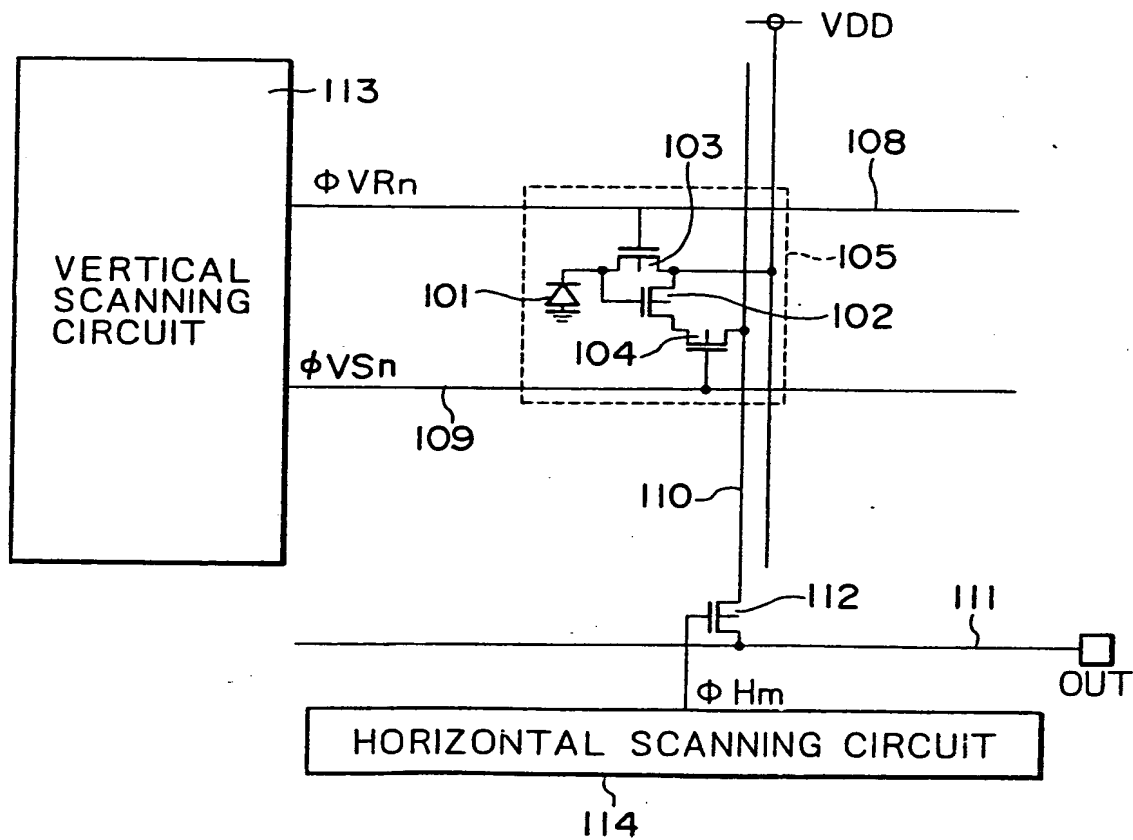 VDD
113
103
108
ΦVRn
VERTICAL
SCANNING
CIRCUIT
105
101
102
104
ϕVSn
109
110
112
111
OUT
ΦHm
HORIZONTAL SCANNING CIRCUIT
114